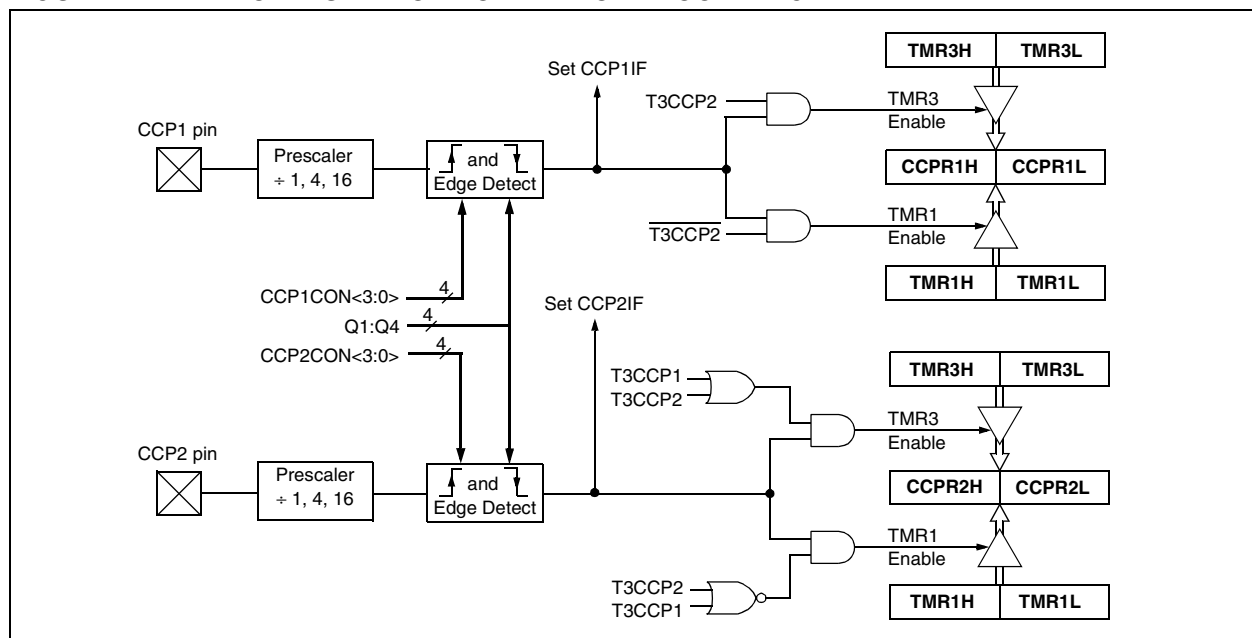 TMR3H TMR3L
Set CCP1IF
T3CCP2
TMR3
Enable
CCP1 pin
Prescaler
÷ 1, 4, 16
and
Edge Detect
CCPR1H CCPR1L
T3CCP2
TMR1
Enable
TMR1H TMR1L
CCP1CON<3:0> 4
Q1:Q4 4
CCP2CON<3:0> 4
Set CCP2IF
TMR3H TMR3L
T3CCP1
T3CCP2
TMR3
Enable
CCP2 pin
Prescaler
÷ 1, 4, 16
and
Edge Detect
CCPR2H CCPR2L
TMR1
Enable
T3CCP2
T3CCP1
TMR1H TMR1L